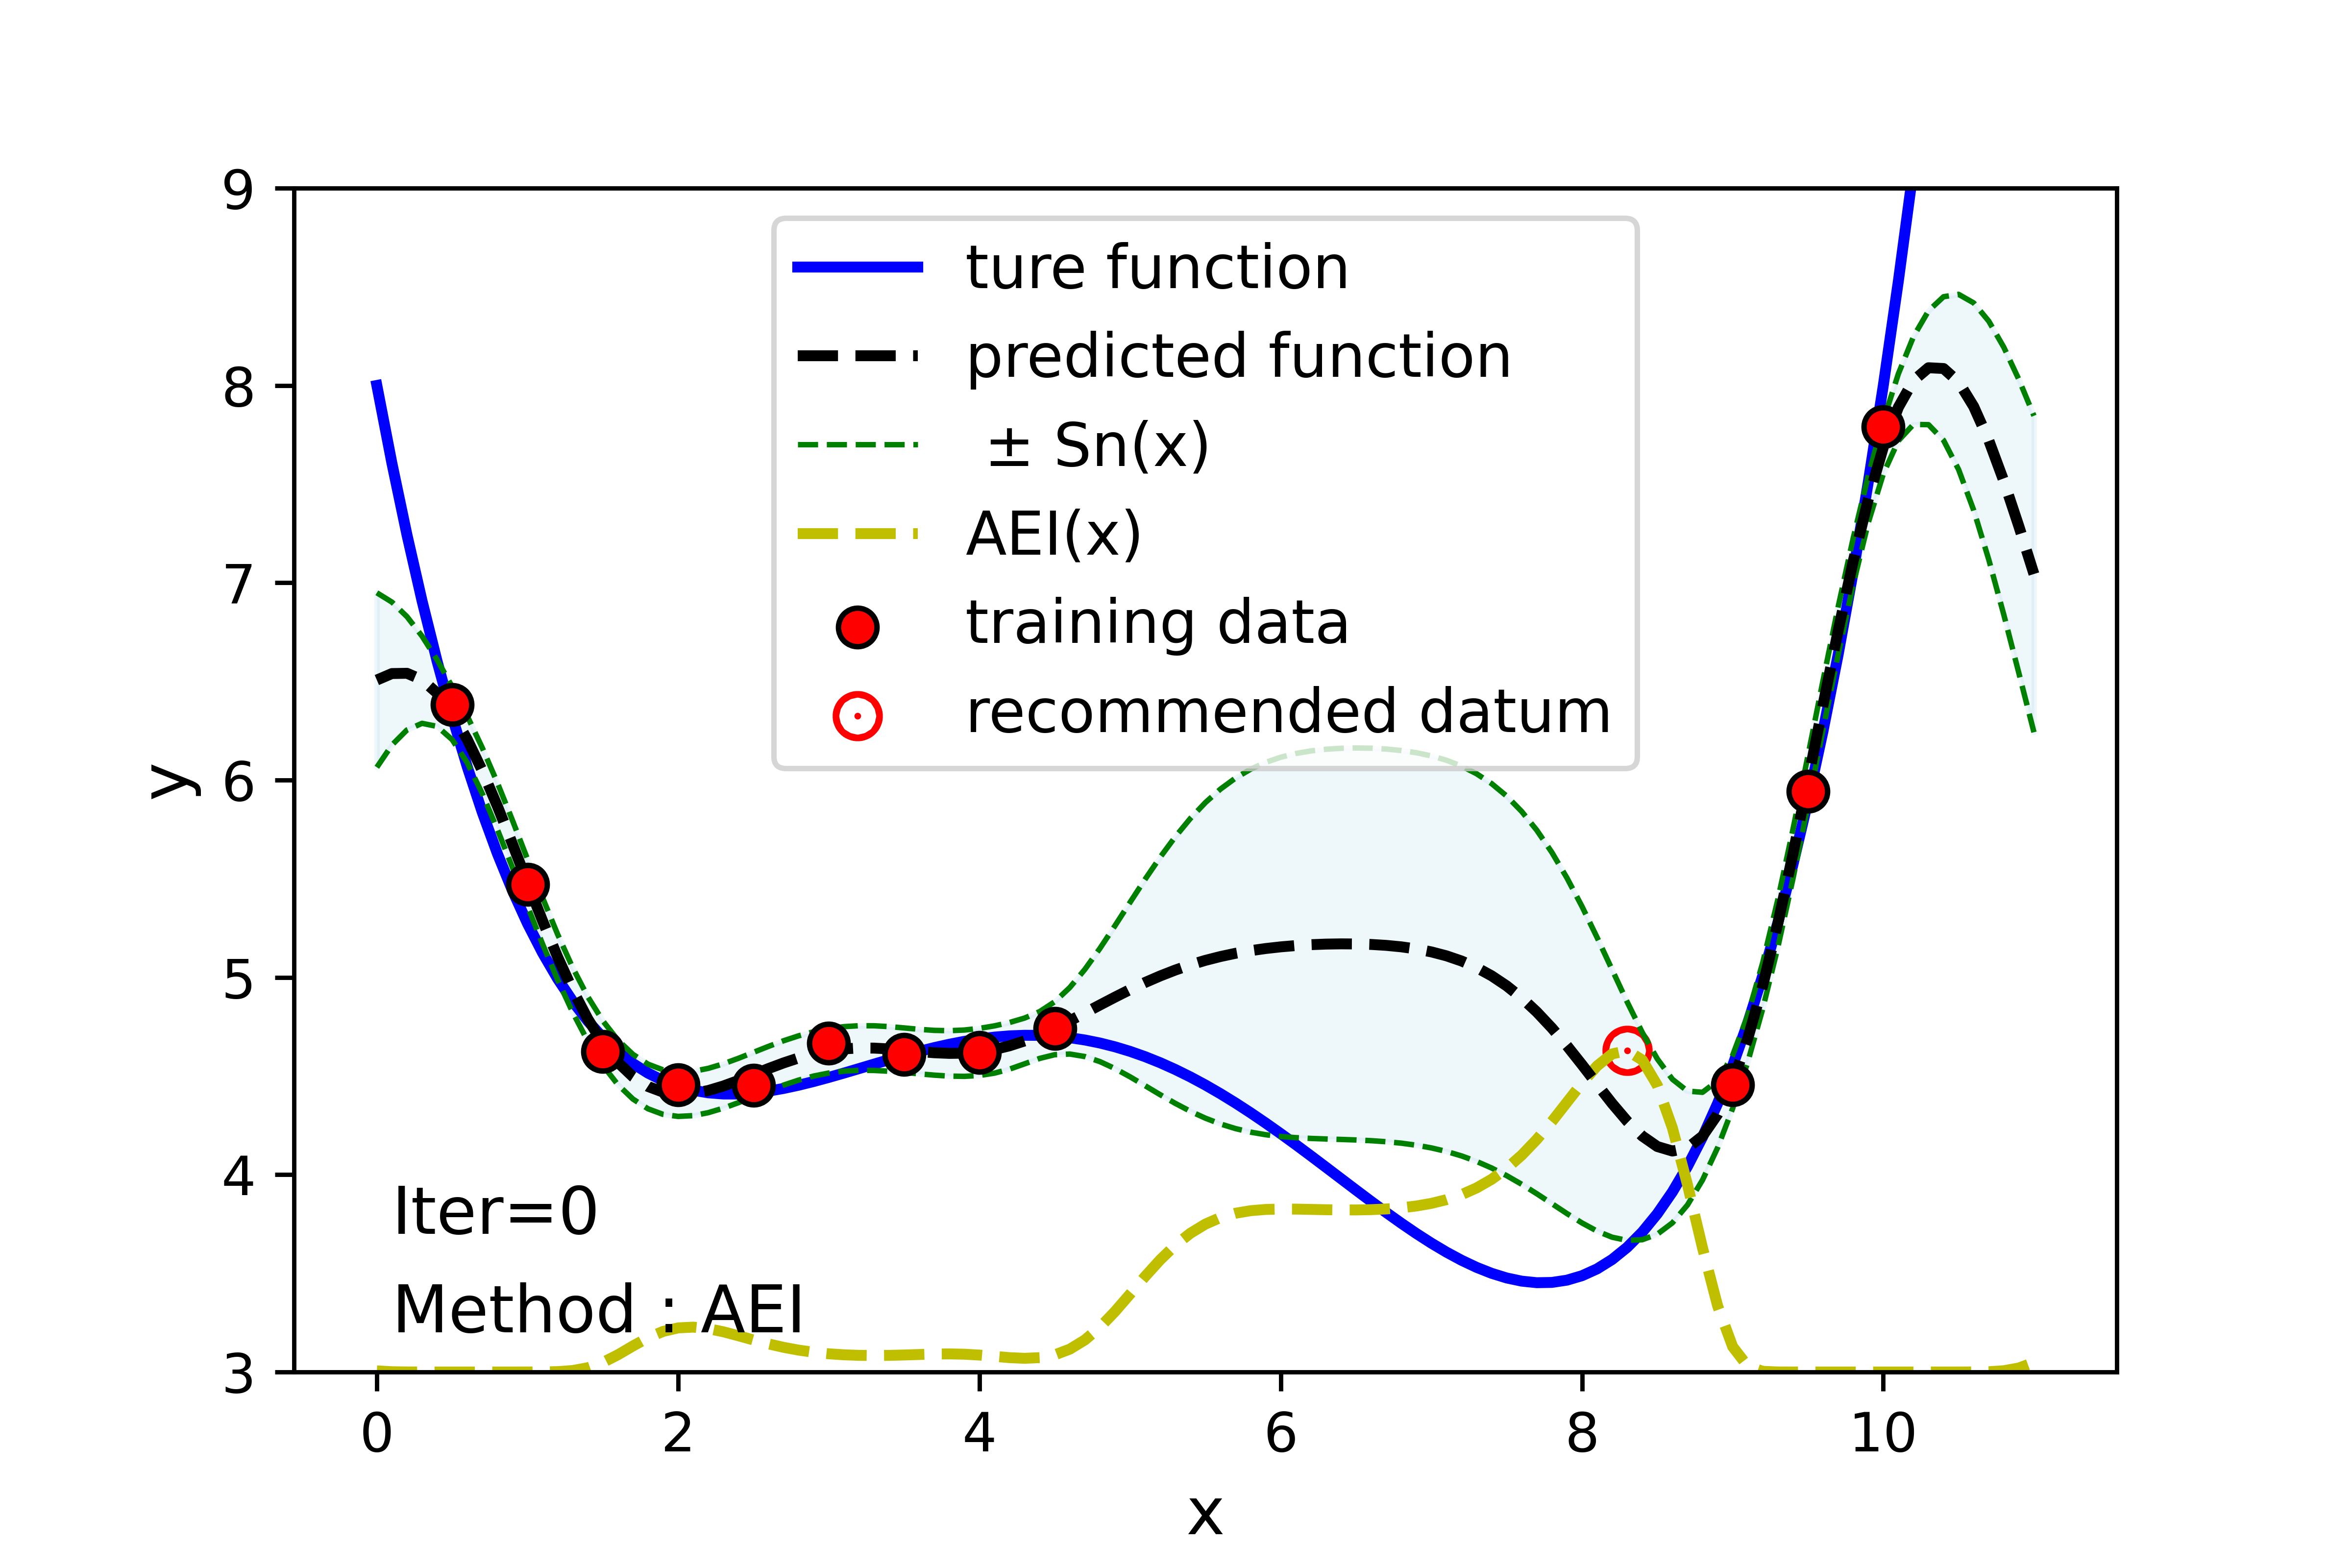 9
8
7
6
5
4
3
y
ture function
predicted function
± Sn(x)
AEI(x)
training data
recommended datum
Iter=0
Method : AEI
0 2 4 6 8 10
x